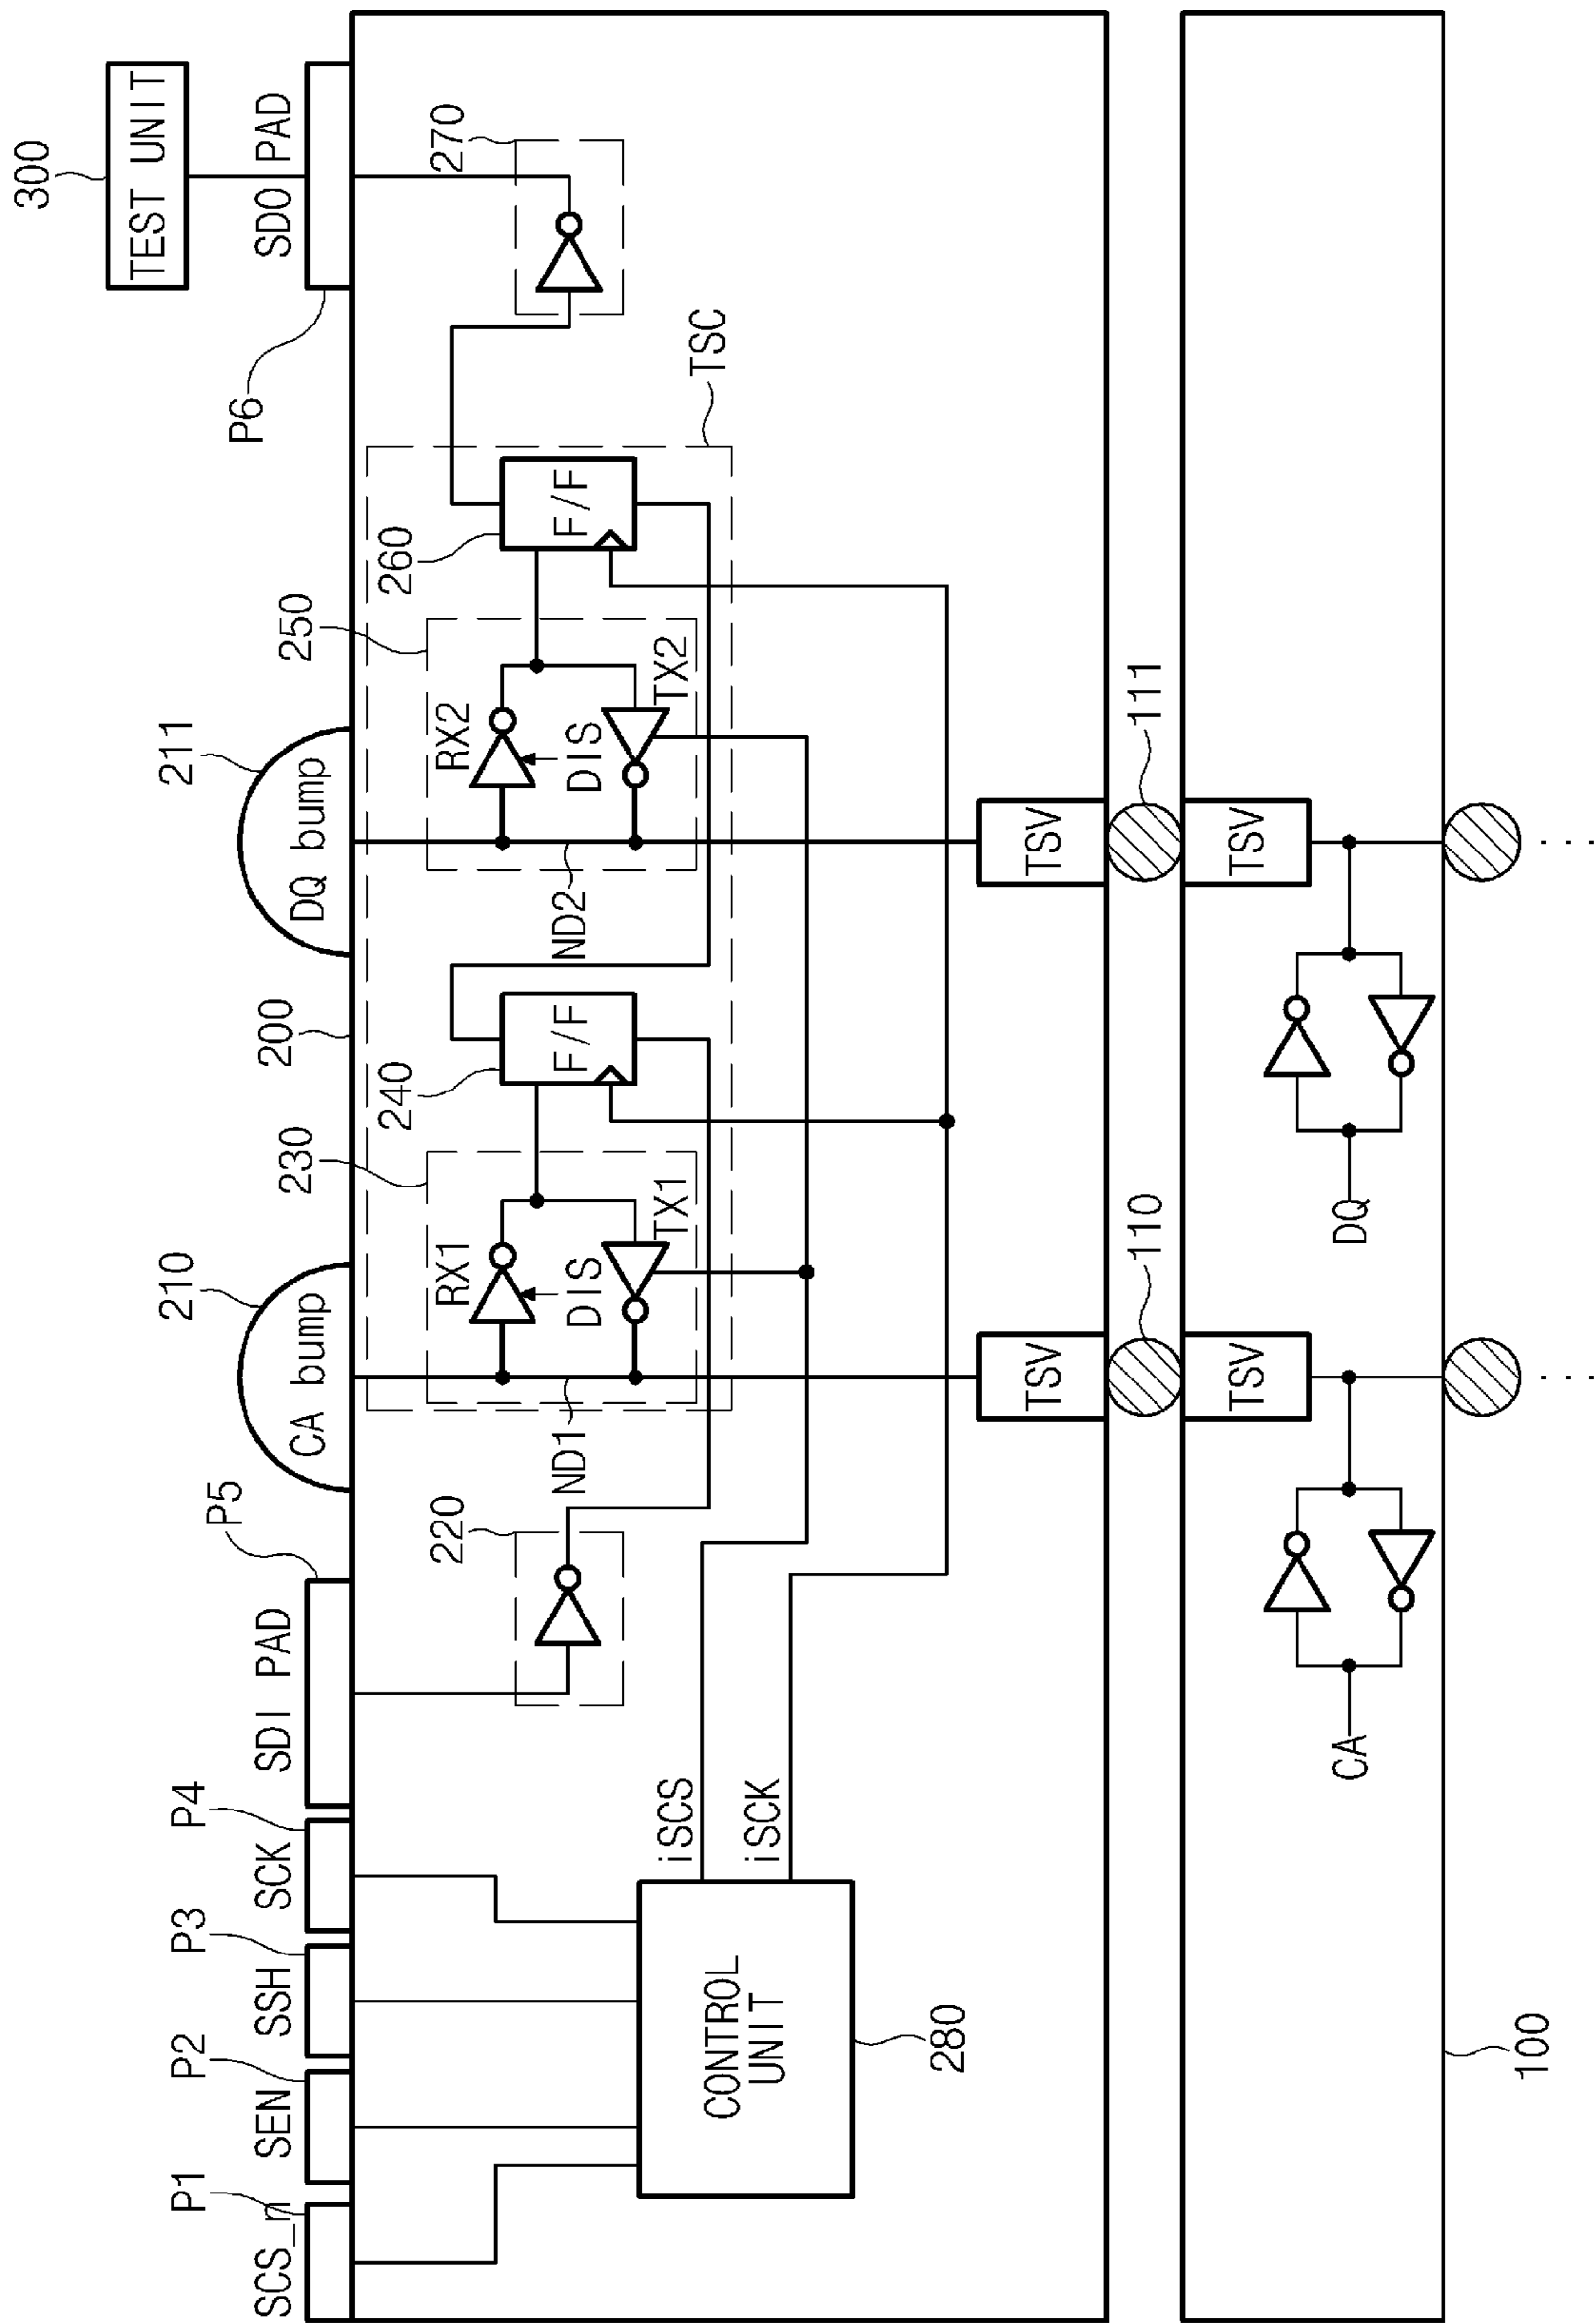 300
TEST UNIT
SCS_n
P1
SEN
P2
SSH
P3
SCK
P4
SDI PAD
P5
CA bump
210
200
DQ bump
211
P6
SDO PAD
220
230
RX1
DIS
TX1
ND1
240
F/F
250
RX2
DIS
TX2
ND2
260
F/F
TSC
270
CONTROL
UNIT
280
iSCS
iSCK
TSV
TSV
110
111
TSV
TSV
CA
DQ
100
. . .
. . .